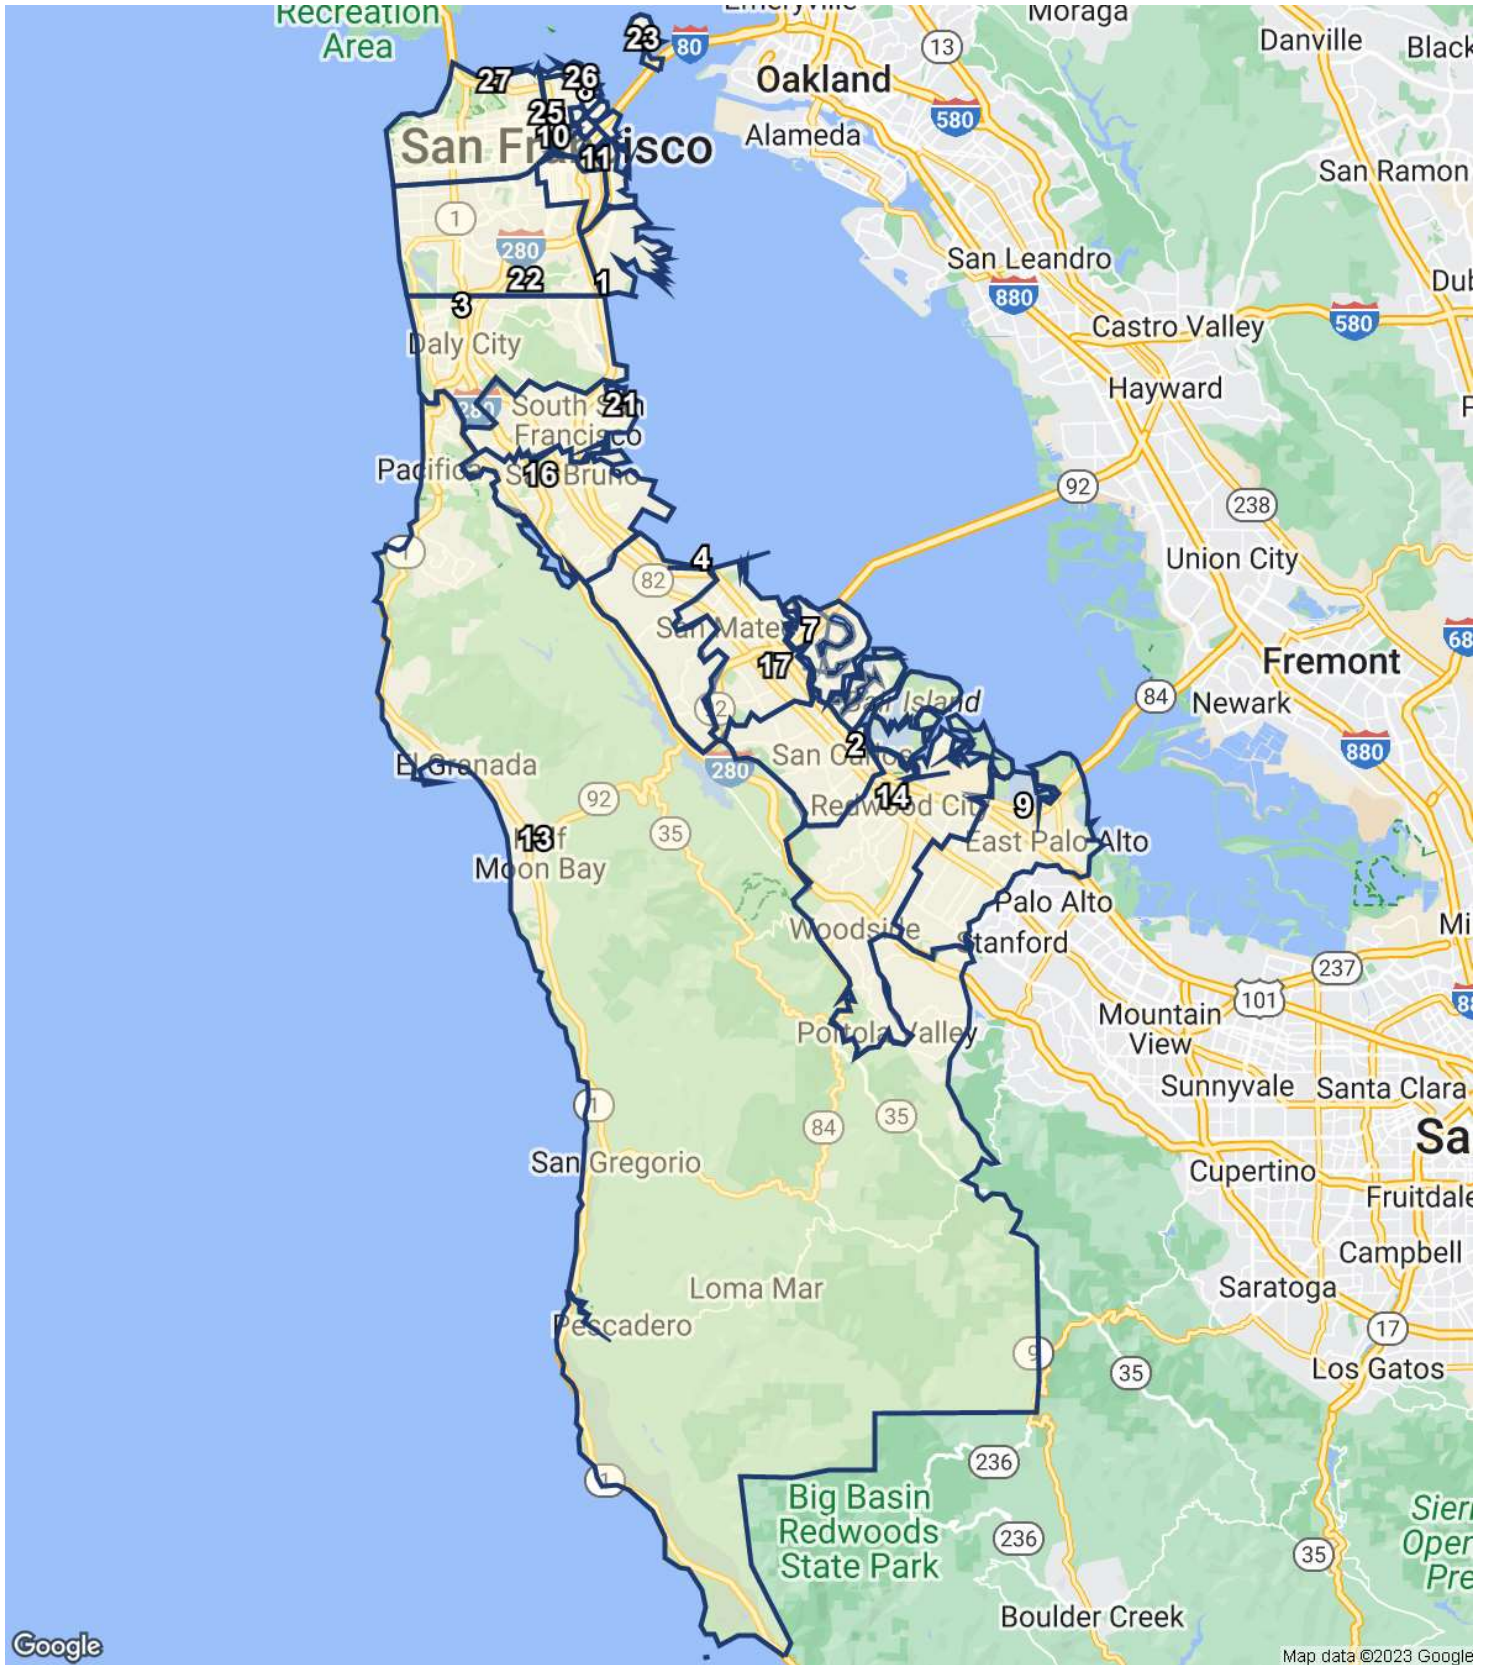 Recreation
Area
Emeryville
Moraga
23
80
13
Danville
Black
27
26
8
Oakland
580
25
10
San Francisco
11
Alameda
San Ramon
1
280
San Leandro
22
1
880
3
Castro Valley
580
Daly City
Hayward
280
21
South San
Francisco
Pacifica
16
San Bruno
92
238
1
4
Union City
82
San Mateo
7
68
17
Fremont
84
Newark
92
Bair Island
2
San Carlos
880
El Granada
280
92
14
Redwood City
9
13
35
East Palo Alto
Half
Moon Bay
Palo Alto
Woodside
Stanford
Mi
237
101
88
Mountain
View
Portola Valley
Sunnyvale
Santa Clara
1
84
35
Sa
San Gregorio
Cupertino
Fruitdale
Campbell
Loma Mar
Saratoga
Pescadero
17
9
35
Los Gatos
236
1
Big Basin
Redwoods
State Park
236
35
Boulder Creek
Google
Map data ©2023 Google